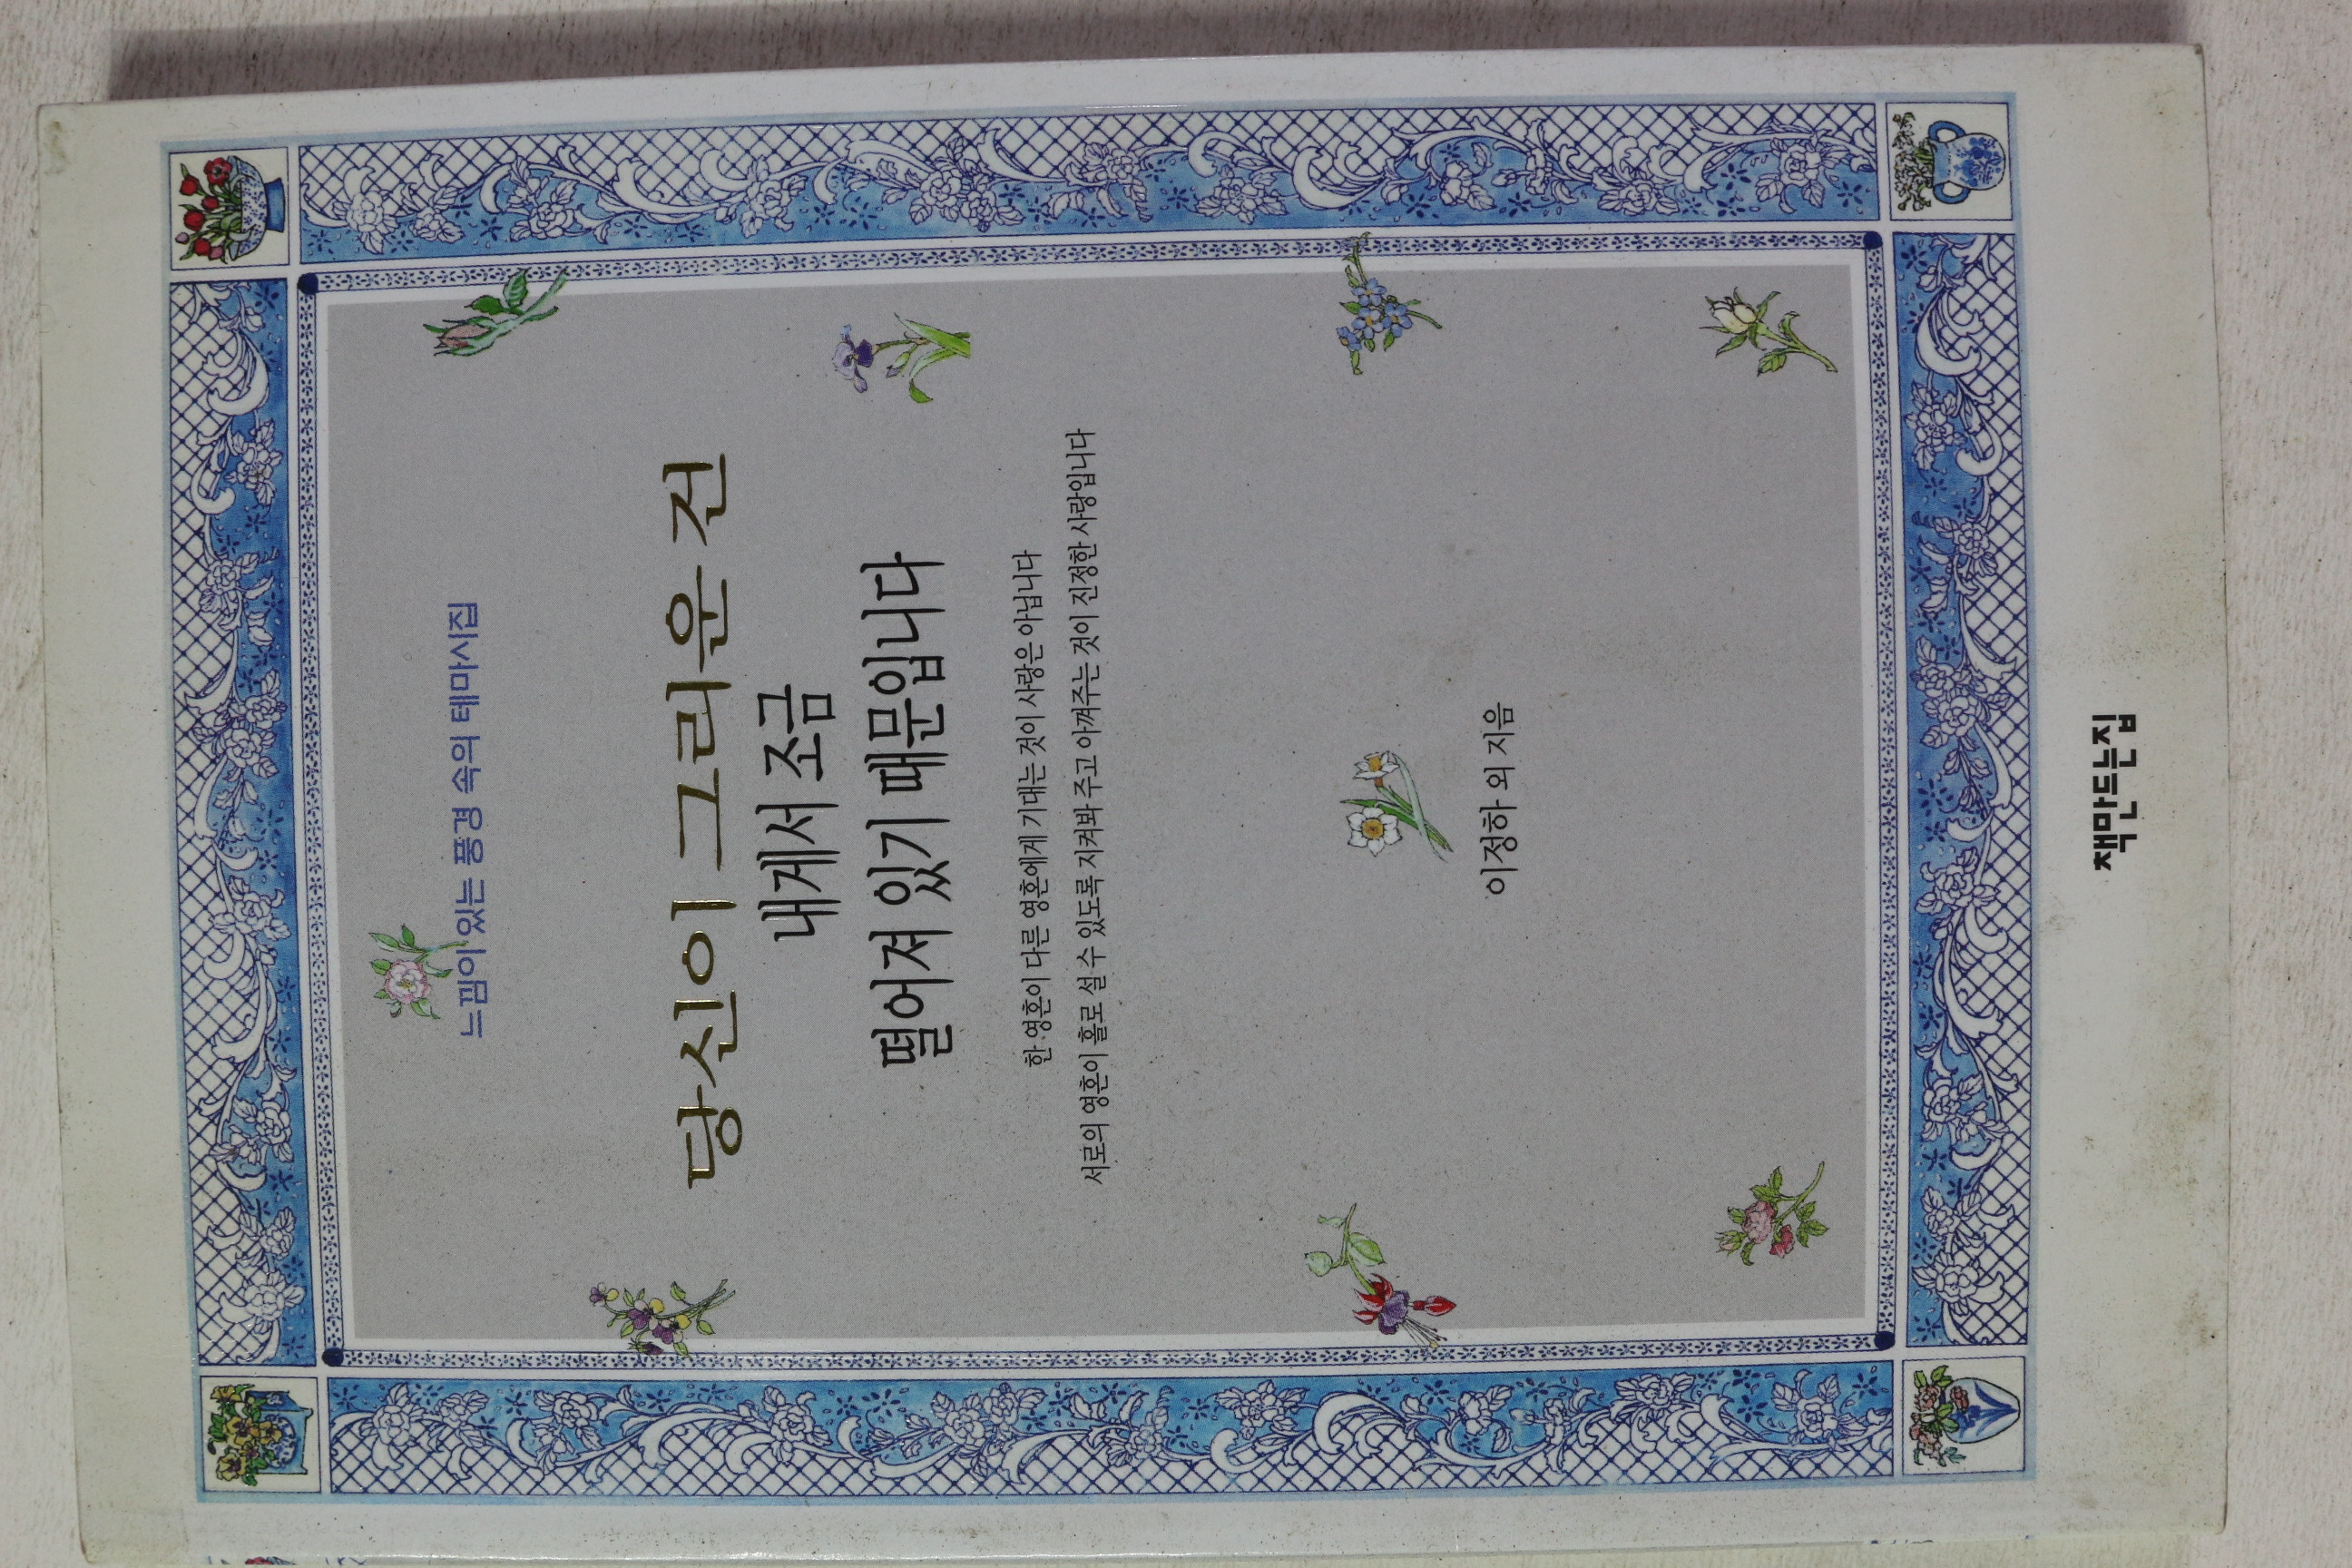 느낌이 있는 풍경 속의 테마시집
당신이 그리운 건
내게서 조금
떨어져 있기 때문입니다
한 영혼이 다른 영혼에게 기대는 것이 사랑은 아닙니다
서로의 영혼이 홀로 설 수 있도록 지켜봐 주고 아껴주는 것이 진정한 사랑입니다
이정하 외 지음
책만드는집